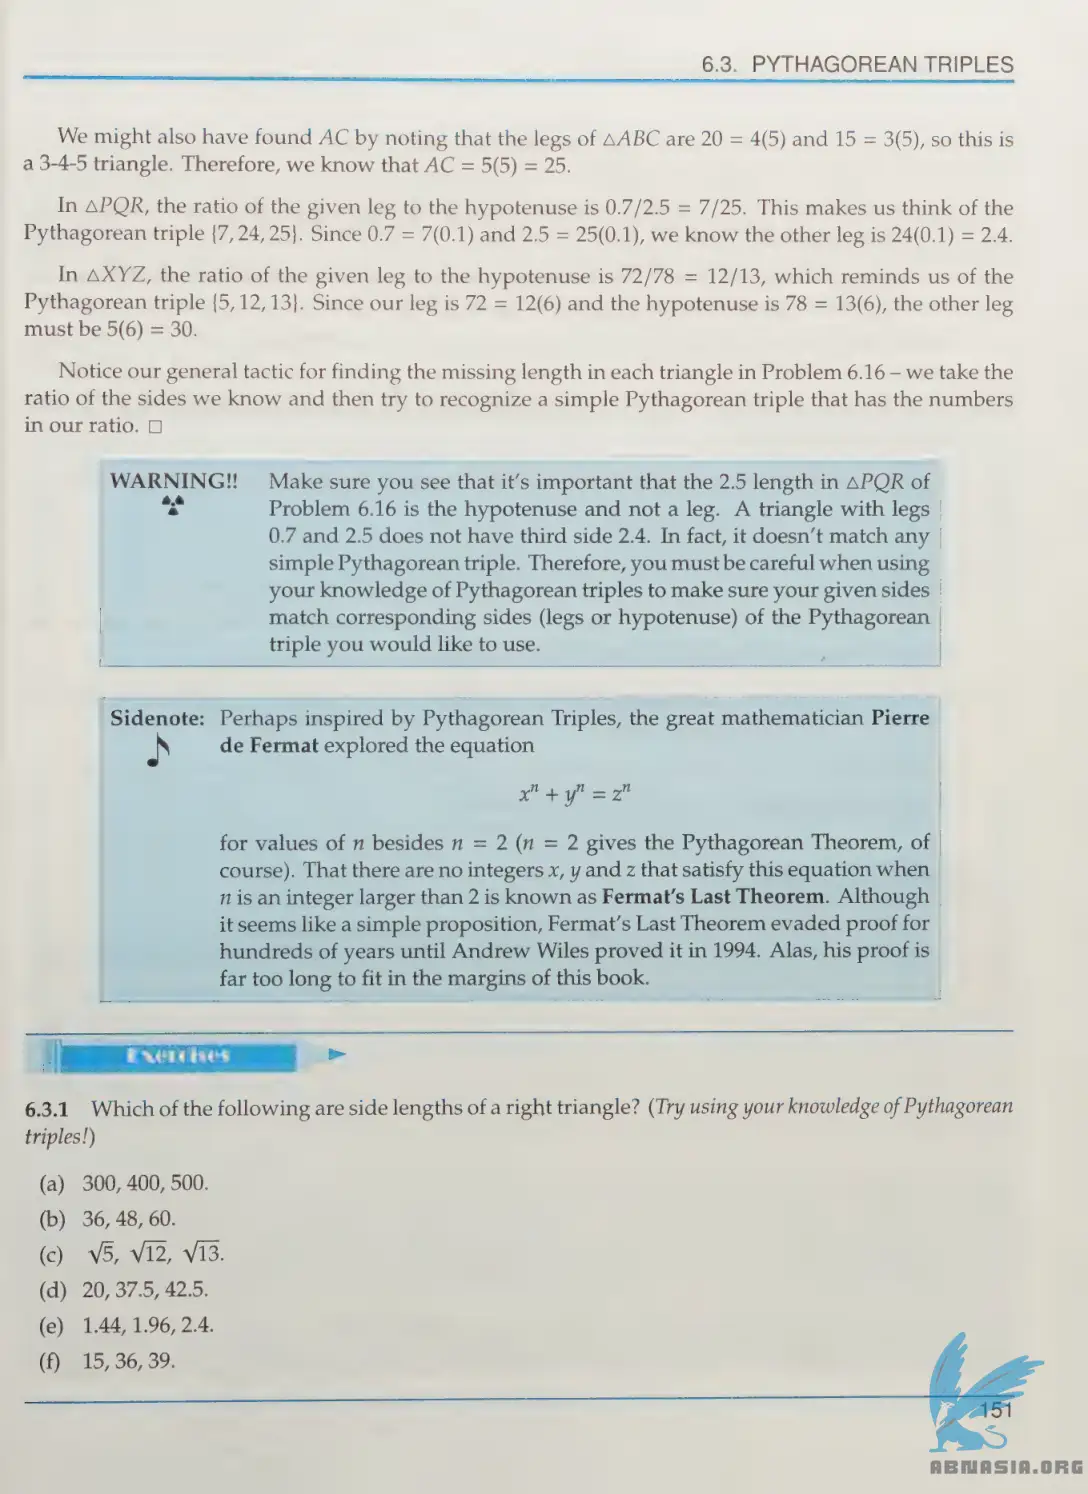 6.3. PYTHAGOREAN TRIPLES
We might also have found AC by noting that the legs of △ABC are 20 = 4(5) and 15 = 3(5), so this is
a 3-4-5 triangle. Therefore, we know that AC = 5(5) = 25.
In △PQR, the ratio of the given leg to the hypotenuse is 0.7/2.5 = 7/25. This makes us think of the
Pythagorean triple {7, 24, 25}. Since 0.7 = 7(0.1) and 2.5 = 25(0.1), we know the other leg is 24(0.1) = 2.4.
In △XYZ, the ratio of the given leg to the hypotenuse is 72/78 = 12/13, which reminds us of the
Pythagorean triple {5, 12, 13}. Since our leg is 72 = 12(6) and the hypotenuse is 78 = 13(6), the other leg
must be 5(6) = 30.
Notice our general tactic for finding the missing length in each triangle in Problem 6.16 – we take the
ratio of the sides we know and then try to recognize a simple Pythagorean triple that has the numbers
in our ratio. □
WARNING!! Make sure you see that it's important that the 2.5 length in △PQR of
Problem 6.16 is the hypotenuse and not a leg. A triangle with legs
0.7 and 2.5 does not have third side 2.4. In fact, it doesn't match any
simple Pythagorean triple. Therefore, you must be careful when using
your knowledge of Pythagorean triples to make sure your given sides
match corresponding sides (legs or hypotenuse) of the Pythagorean
triple you would like to use.
Sidenote: Perhaps inspired by Pythagorean Triples, the great mathematician Pierre
de Fermat explored the equation
xⁿ + yⁿ = zⁿ
for values of n besides n = 2 (n = 2 gives the Pythagorean Theorem, of
course). That there are no integers x, y and z that satisfy this equation when
n is an integer larger than 2 is known as Fermat's Last Theorem. Although
it seems like a simple proposition, Fermat's Last Theorem evaded proof for
hundreds of years until Andrew Wiles proved it in 1994. Alas, his proof is
far too long to fit in the margins of this book.
Exercises
6.3.1 Which of the following are side lengths of a right triangle? (Try using your knowledge of Pythagorean
triples!)
(a) 300, 400, 500.
(b) 36, 48, 60.
(c) √5, √12, √13.
(d) 20, 37.5, 42.5.
(e) 1.44, 1.96, 2.4.
(f) 15, 36, 39.
151
ABNASIA.ORG